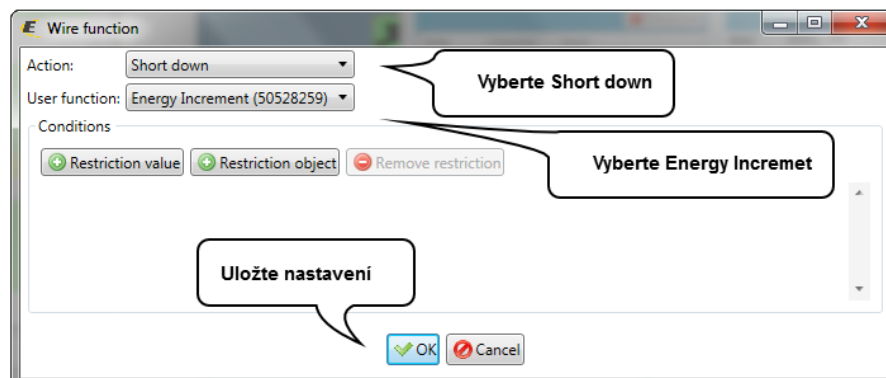 Wire function
Action: Short down
Vyberte Short down
User function: Energy Increment (50528259)
Conditions
Restriction value Restriction object Remove restriction
Vyberte Energy Incremet
Uložte nastavení
OK Cancel